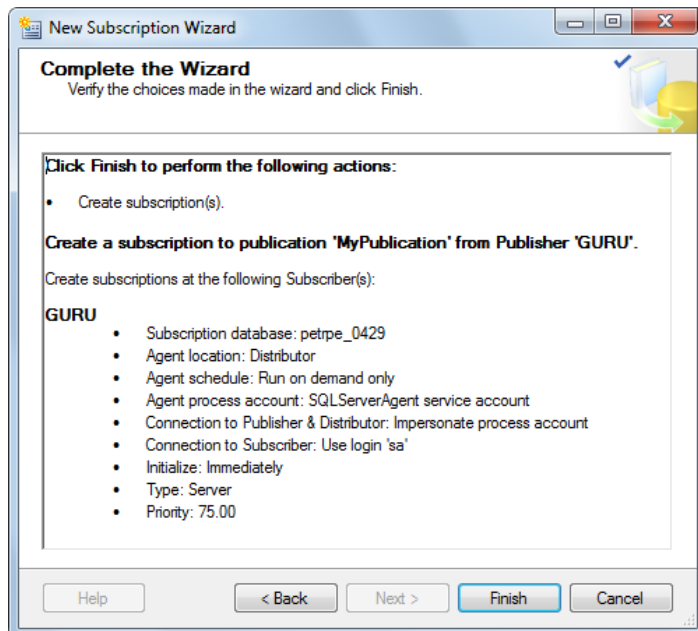 New Subscription Wizard
Complete the Wizard
Verify the choices made in the wizard and click Finish.
Click Finish to perform the following actions:
• Create subscription(s).
Create a subscription to publication 'MyPublication' from Publisher 'GURU'.
Create subscriptions at the following Subscriber(s):
GURU
• Subscription database: petrpe_0429
• Agent location: Distributor
• Agent schedule: Run on demand only
• Agent process account: SQLServerAgent service account
• Connection to Publisher & Distributor: Impersonate process account
• Connection to Subscriber: Use login 'sa'
• Initialize: Immediately
• Type: Server
• Priority: 75.00
Help < Back Next > Finish Cancel